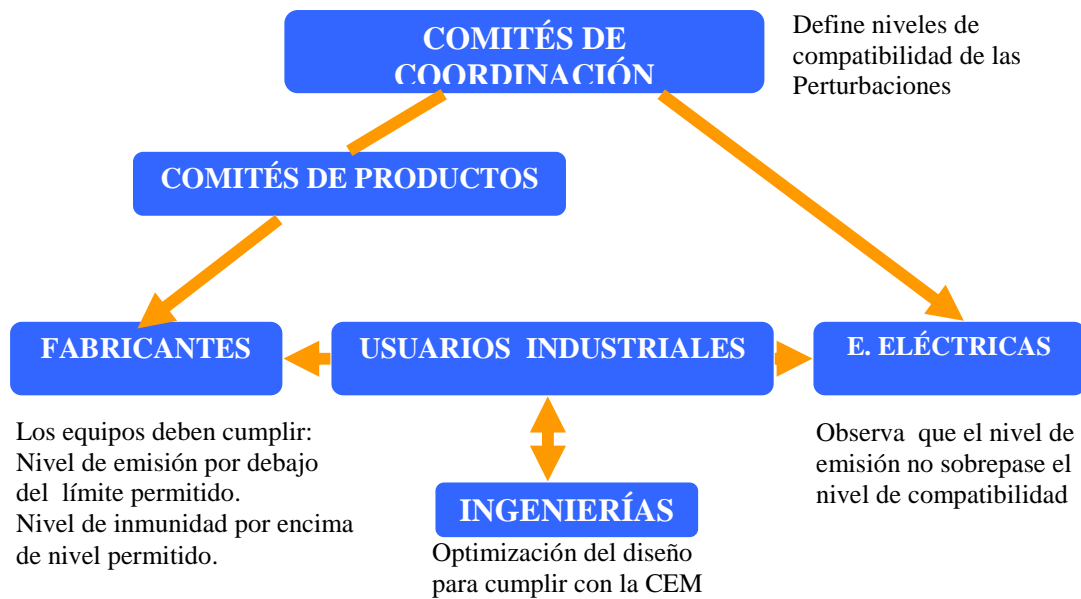 COMITÉS DE
COORDINACIÓN
Define niveles de
compatibilidad de las
Perturbaciones
COMITÉS DE PRODUCTOS
FABRICANTES
USUARIOS INDUSTRIALES
E. ELÉCTRICAS
Los equipos deben cumplir:
Nivel de emisión por debajo
del límite permitido.
Nivel de inmunidad por encima
de nivel permitido.
INGENIERÍAS
Optimización del diseño
para cumplir con la CEM
Observa que el nivel de
emisión no sobrepase el
nivel de compatibilidad